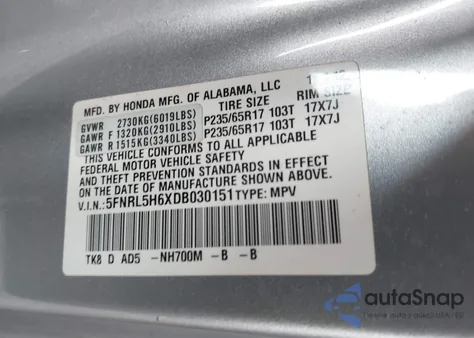 MFD. BY HONDA MFG. OF ALABAMA, LLC
GVWR 2730KG(6019LBS) TIRE SIZE RIM SIZE
GAWR F 1320KG(2910LBS) P235/65R17 103T 17X7J
GAWR R 1515KG(3340LBS) P235/65R17 103T 17X7J
THIS VEHICLE CONFORMS TO ALL APPLICABLE
FEDERAL MOTOR VEHICLE SAFETY
AND THEFT PREVENTION STANDARDS IN EFFECT
ON THE DATE OF MANUFACTURE
SHOWN ABOVE.
V.I.N.:5FNRL5H6XDB030151 TYPE: MPV
TK8 D AD5 -NH700M -B -B
autoSnap